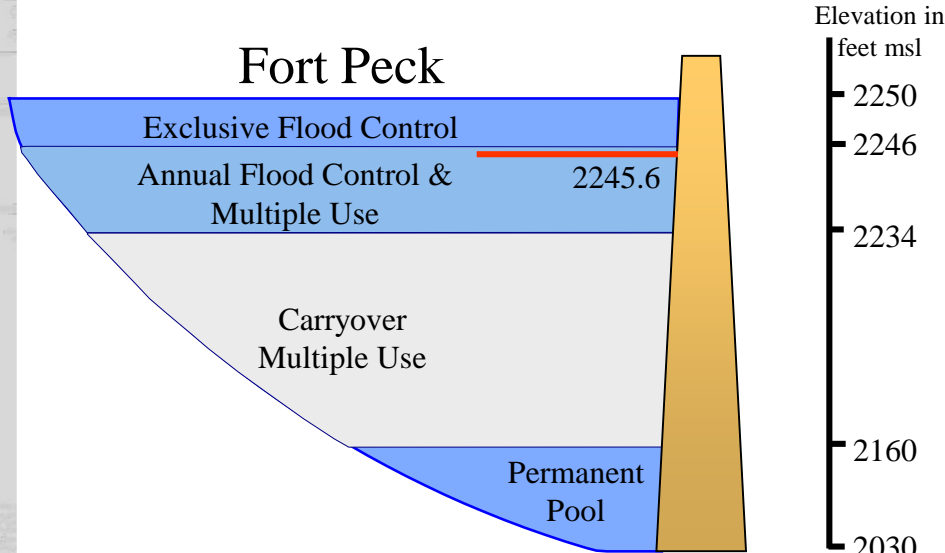 Elevation in
feet msl
Fort Peck
2250
Exclusive Flood Control
2246
Annual Flood Control &
Multiple Use
2245.6
2234
Carryover
Multiple Use
2160
Permanent
Pool
2030